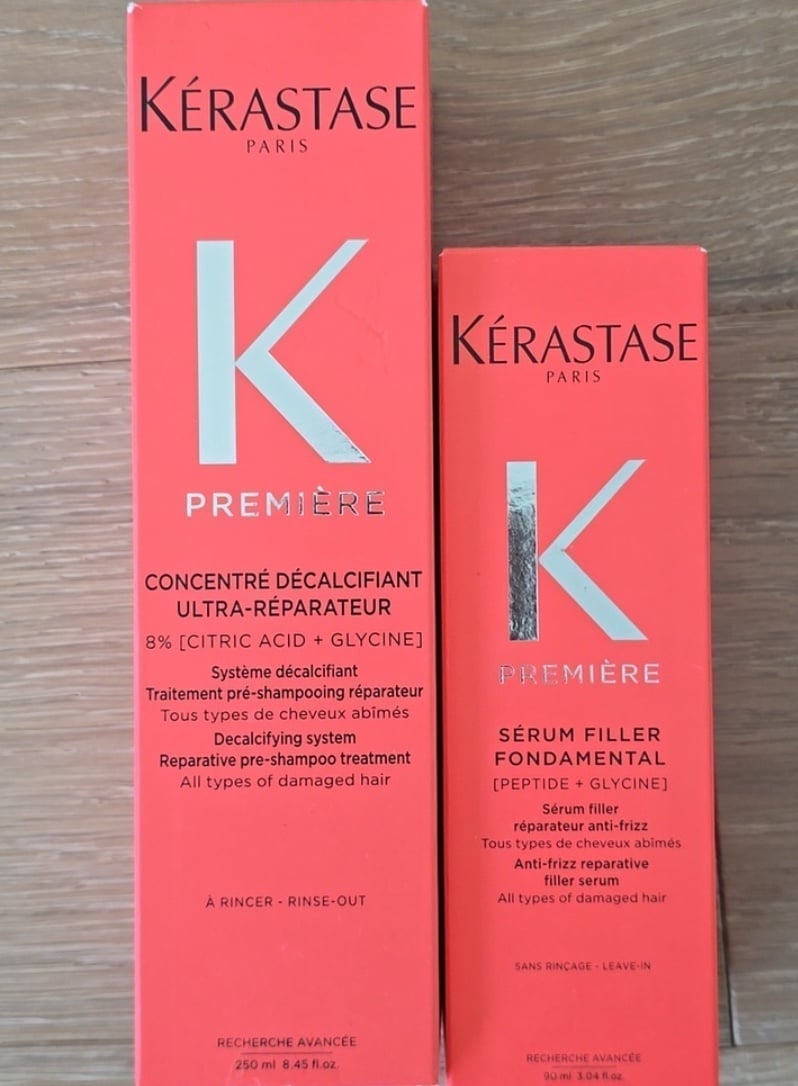 KÉRASTASE
PARIS
K
PREMIÈRE
CONCENTRÉ DÉCALCIFIANT
ULTRA-RÉPARATEUR
8% [CITRIC ACID + GLYCINE]
Système décalcifiant
Traitement pré-shampooing réparateur
Tous types de cheveux abîmés
Decalcifying system
Reparative pre-shampoo treatment
All types of damaged hair
À RINCER - RINSE-OUT
RECHERCHE AVANCÉE
250 ml 8.45 fl.oz.
KÉRASTASE
PARIS
K
PREMIÈRE
SÉRUM FILLER
FONDAMENTAL
[PEPTIDE + GLYCINE]
Sérum filler
réparateur anti-frizz
Tous types de cheveux abîmés
Anti-frizz reparative
filler serum
All types of damaged hair
SANS RINÇAGE - LEAVE-IN
RECHERCHE AVANCÉE
90 ml 3.04 fl.oz.